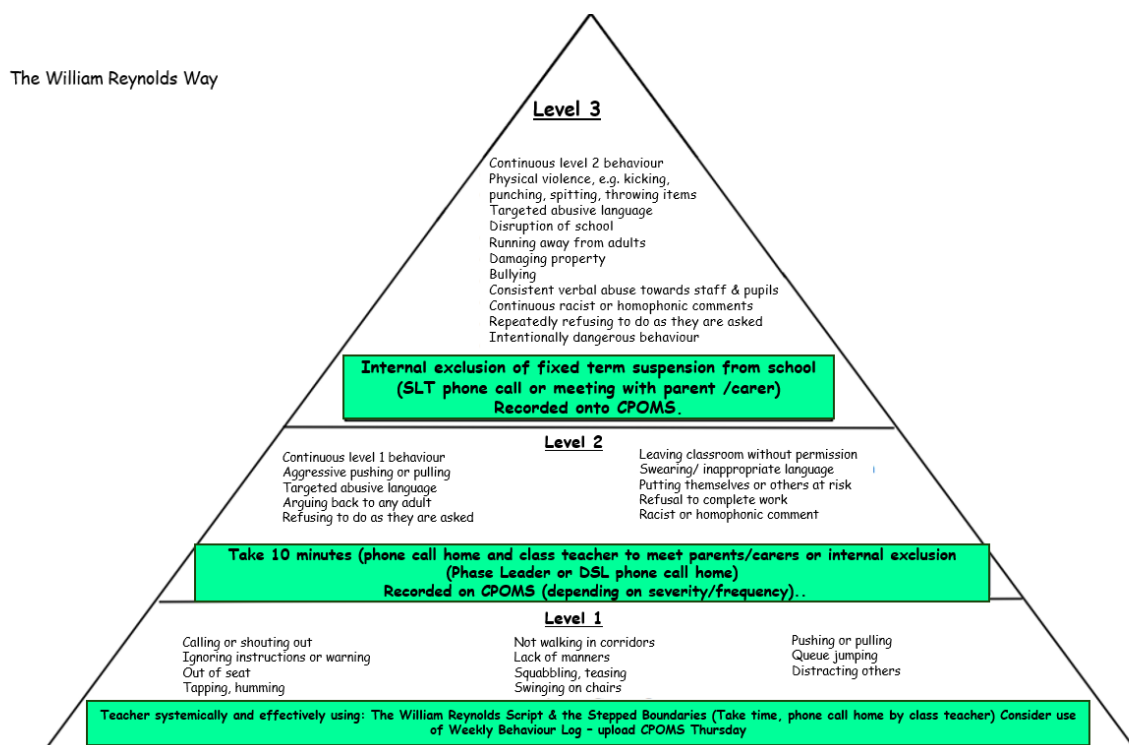 The William Reynolds Way
Level 3
Continuous level 2 behaviour
Physical violence, e.g. kicking,
punching, spitting, throwing items
Targeted abusive language
Disruption of school
Running away from adults
Damaging property
Bullying
Consistent verbal abuse towards staff & pupils
Continuous racist or homophonic comments
Repeatedly refusing to do as they are asked
Intentionally dangerous behaviour
Internal exclusion of fixed term suspension from school
(SLT phone call or meeting with parent /carer)
Recorded onto CPOMS.
Level 2
Continuous level 1 behaviour
Aggressive pushing or pulling
Targeted abusive language
Arguing back to any adult
Refusing to do as they are asked
Leaving classroom without permission
Swearing/ inappropriate language
Putting themselves or others at risk
Refusal to complete work
Racist or homophonic comment
Take 10 minutes (phone call home and class teacher to meet parents/carers or internal exclusion
(Phase Leader or DSL phone call home)
Recorded on CPOMS (depending on severity/frequency)..
Level 1
Calling or shouting out
Ignoring instructions or warning
Out of seat
Tapping, humming
Not walking in corridors
Lack of manners
Squabbling, teasing
Swinging on chairs
Pushing or pulling
Queue jumping
Distracting others
Teacher systemically and effectively using: The William Reynolds Script & the Stepped Boundaries (Take time, phone call home by class teacher) Consider use
of Weekly Behaviour Log – upload CPOMS Thursday